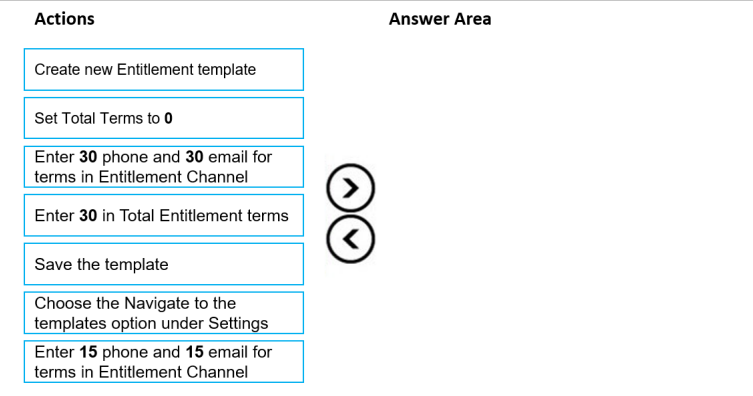 Actions
Answer Area
Create new Entitlement template
Set Total Terms to 0
Enter 30 phone and 30 email for
terms in Entitlement Channel
Enter 30 in Total Entitlement terms
Save the template
Choose the Navigate to the
templates option under Settings
Enter 15 phone and 15 email for
terms in Entitlement Channel